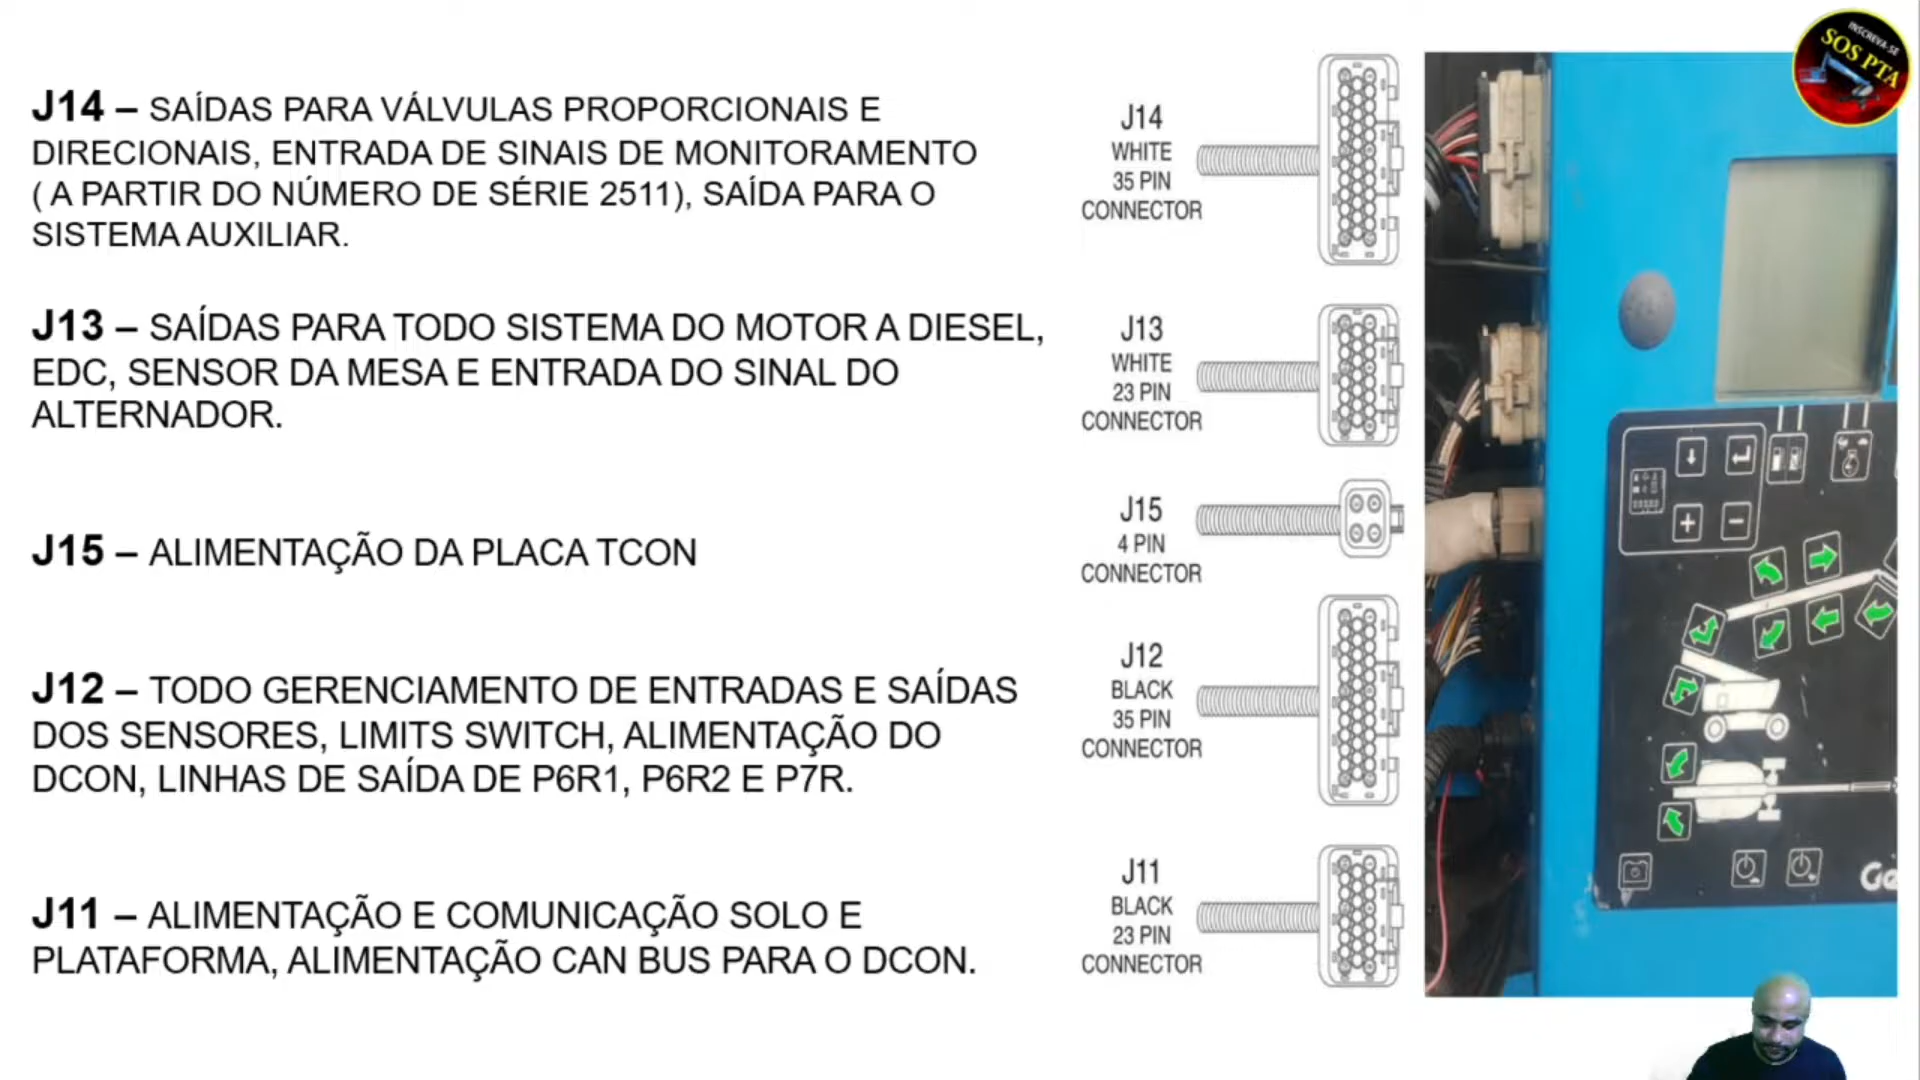 J14 – SAÍDAS PARA VÁLVULAS PROPORCIONAIS E
DIRECIONAIS, ENTRADA DE SINAIS DE MONITORAMENTO
( A PARTIR DO NÚMERO DE SÉRIE 2511), SAÍDA PARA O
SISTEMA AUXILIAR.
J13 – SAÍDAS PARA TODO SISTEMA DO MOTOR A DIESEL,
EDC, SENSOR DA MESA E ENTRADA DO SINAL DO
ALTERNADOR.
J15 – ALIMENTAÇÃO DA PLACA TCON
J12 – TODO GERENCIAMENTO DE ENTRADAS E SAÍDAS
DOS SENSORES, LIMITS SWITCH, ALIMENTAÇÃO DO
DCON, LINHAS DE SAÍDA DE P6R1, P6R2 E P7R.
J11 – ALIMENTAÇÃO E COMUNICAÇÃO SOLO E
PLATAFORMA, ALIMENTAÇÃO CAN BUS PARA O DCON.
J14
WHITE
35 PIN
CONNECTOR
J13
WHITE
23 PIN
CONNECTOR
J15
4 PIN
CONNECTOR
J12
BLACK
35 PIN
CONNECTOR
J11
BLACK
23 PIN
CONNECTOR
INSCREVA-SE
SOS PTA
Ge